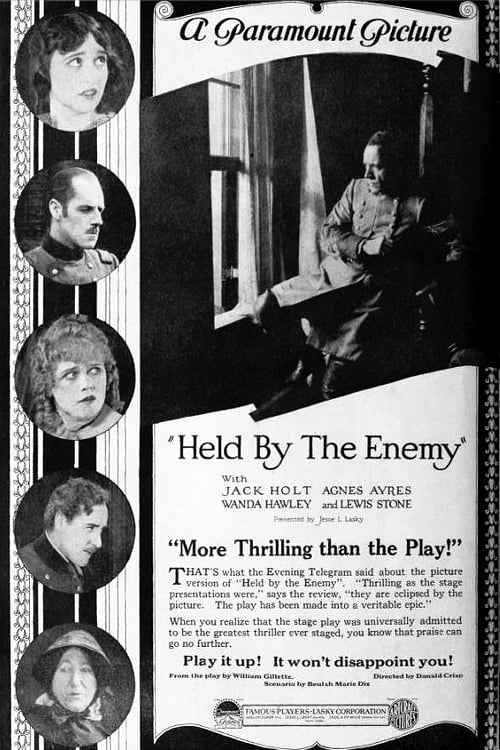 A Paramount Picture
"Held By The Enemy"
With
JACK HOLT AGNES AYRES
WANDA HAWLEY and LEWIS STONE
Presented by Jesse L. Lasky
"More Thrilling than the Play!"
THAT'S what the Evening Telegram said about the picture
version of "Held by the Enemy". "Thrilling as the stage
presentations were," says the review, "they are eclipsed by the
picture. The play has been made into a veritable epic."
When you realize that the stage play was universally admitted
to be the greatest thriller ever staged, you know that praise can
go no further.
Play it up! It won't disappoint you!
From the play by William Gillette. Directed by Donald Crisp
Scenario by Beulah Marie Dix
FAMOUS PLAYERS-LASKY CORPORATION